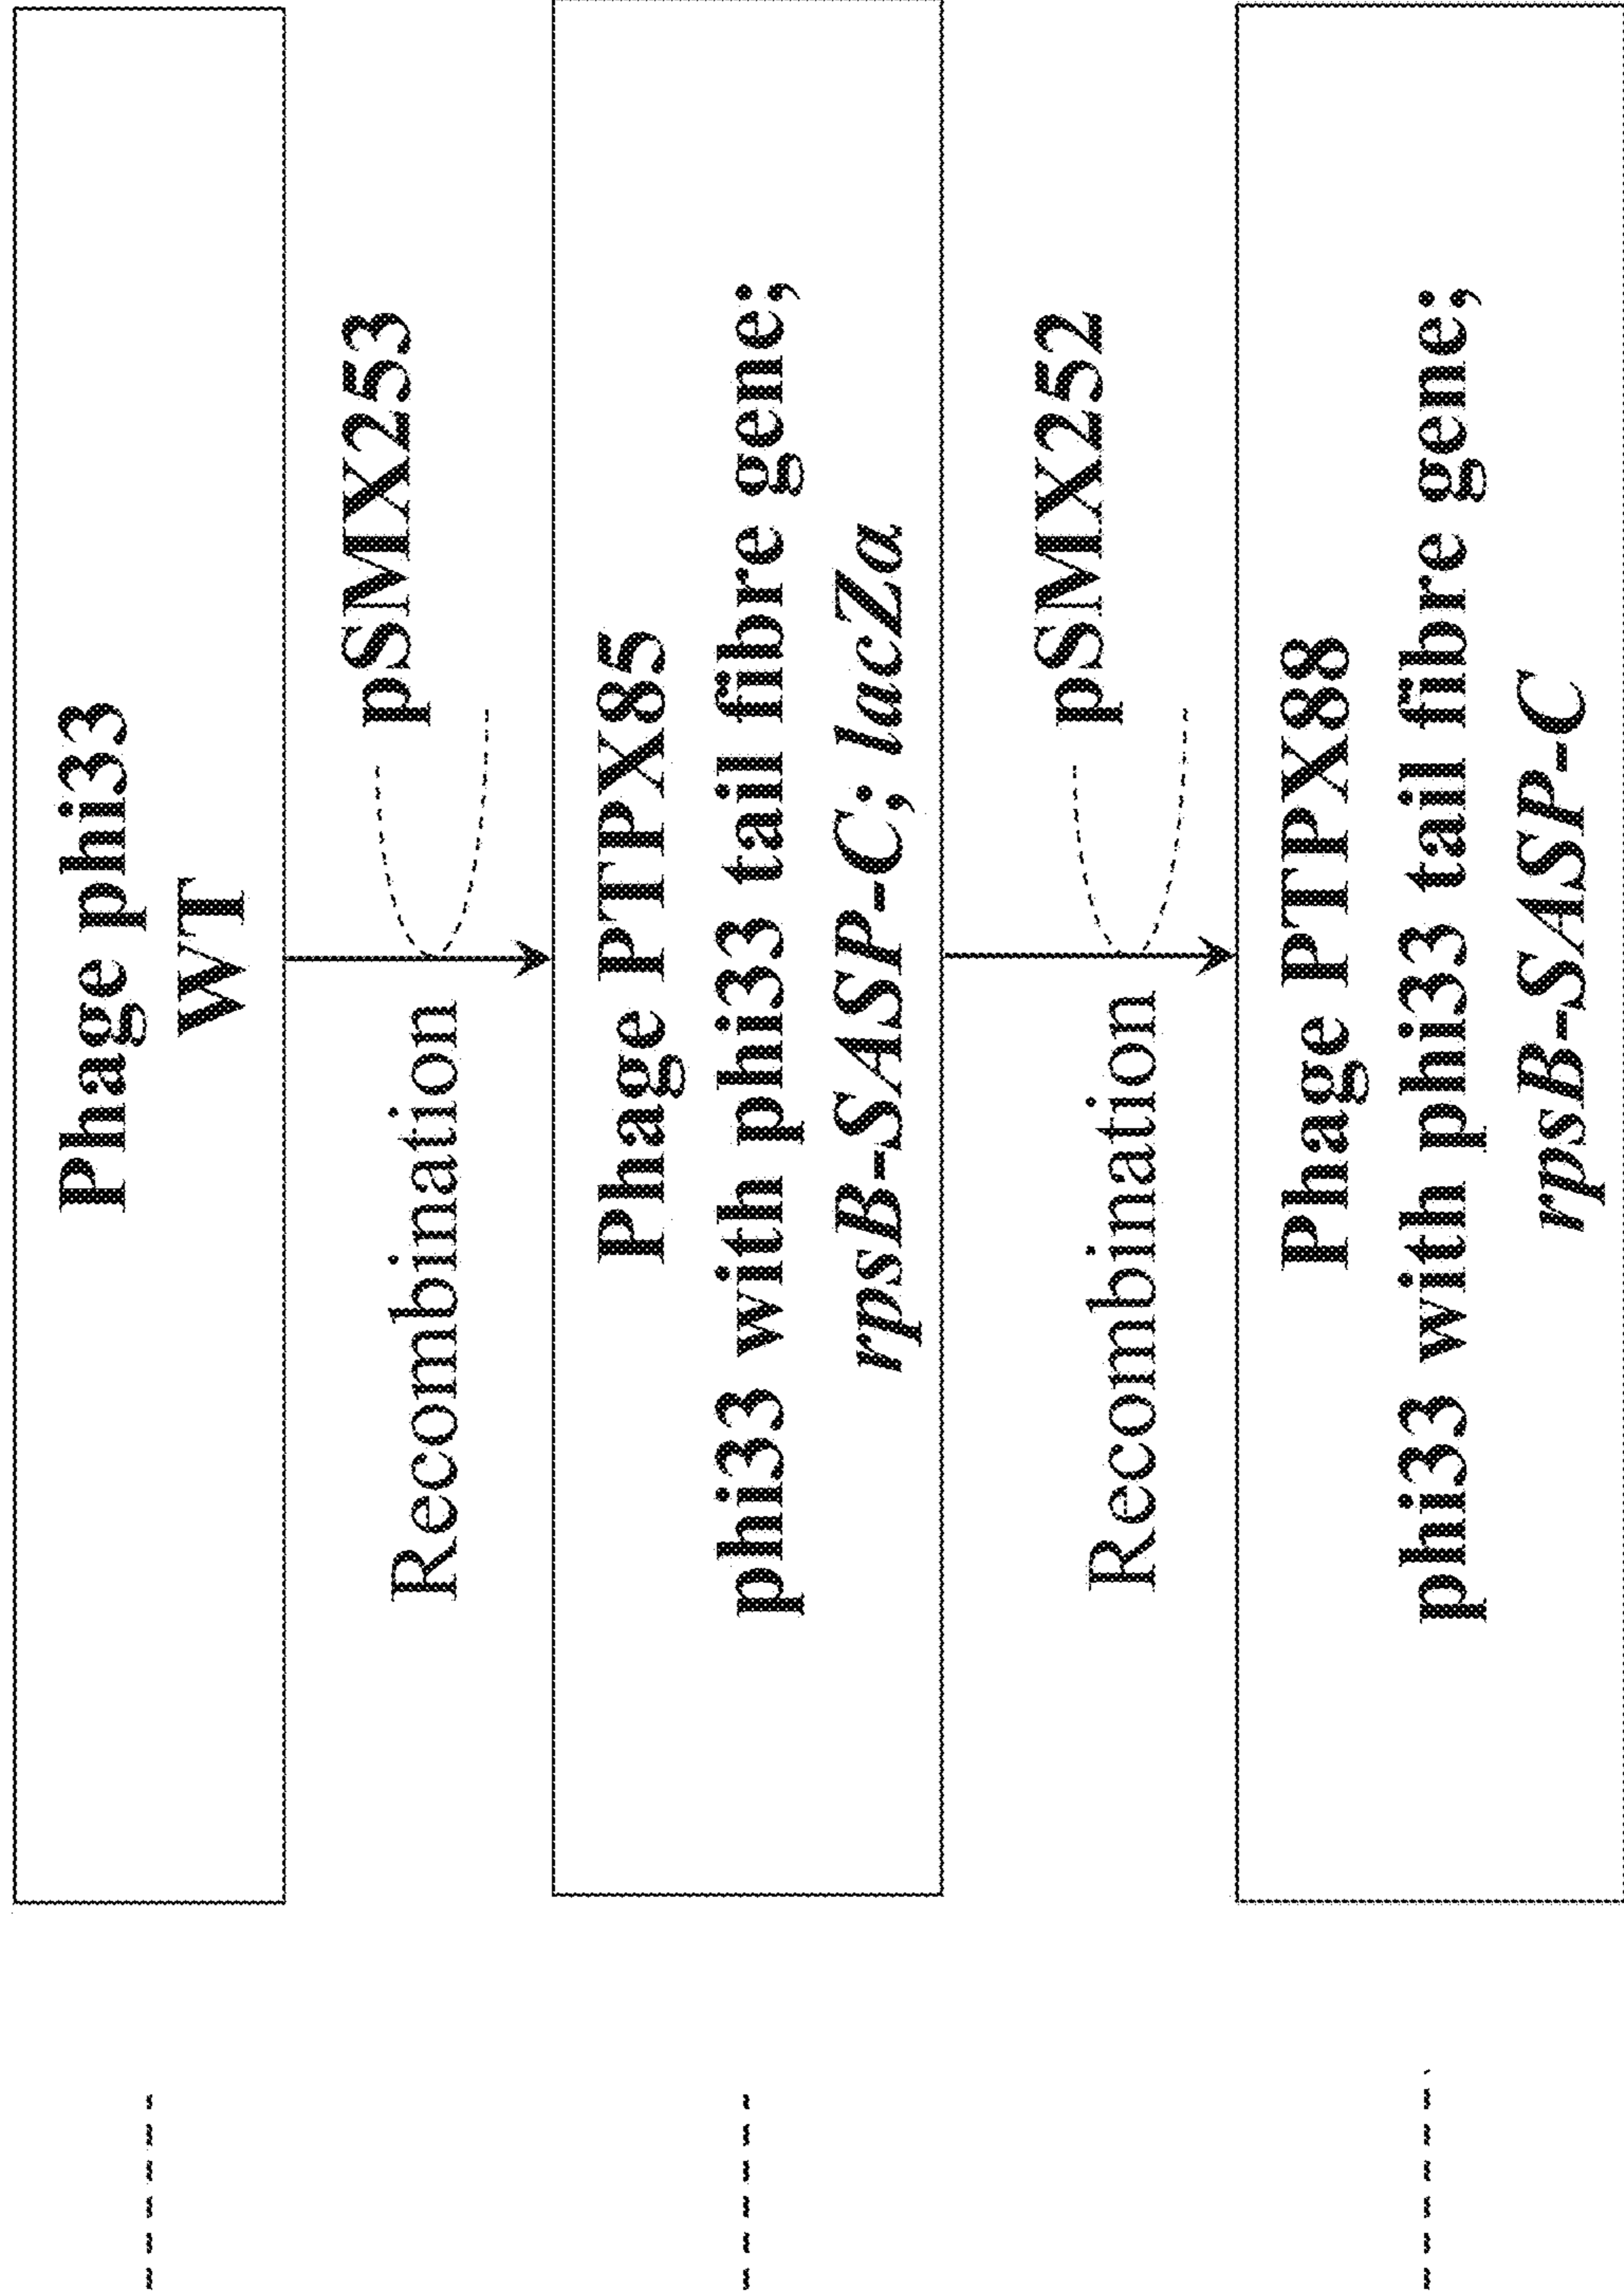 Phage phi33
WT
Recombination
pSMX253
Phage PTPX85
phi33 with phi33 tail fibre gene;
rpsB-SASP-C; lacZa
Recombination
pSMX252
Phage PTPX88
phi33 with phi33 tail fibre gene;
rpsB-SASP-C